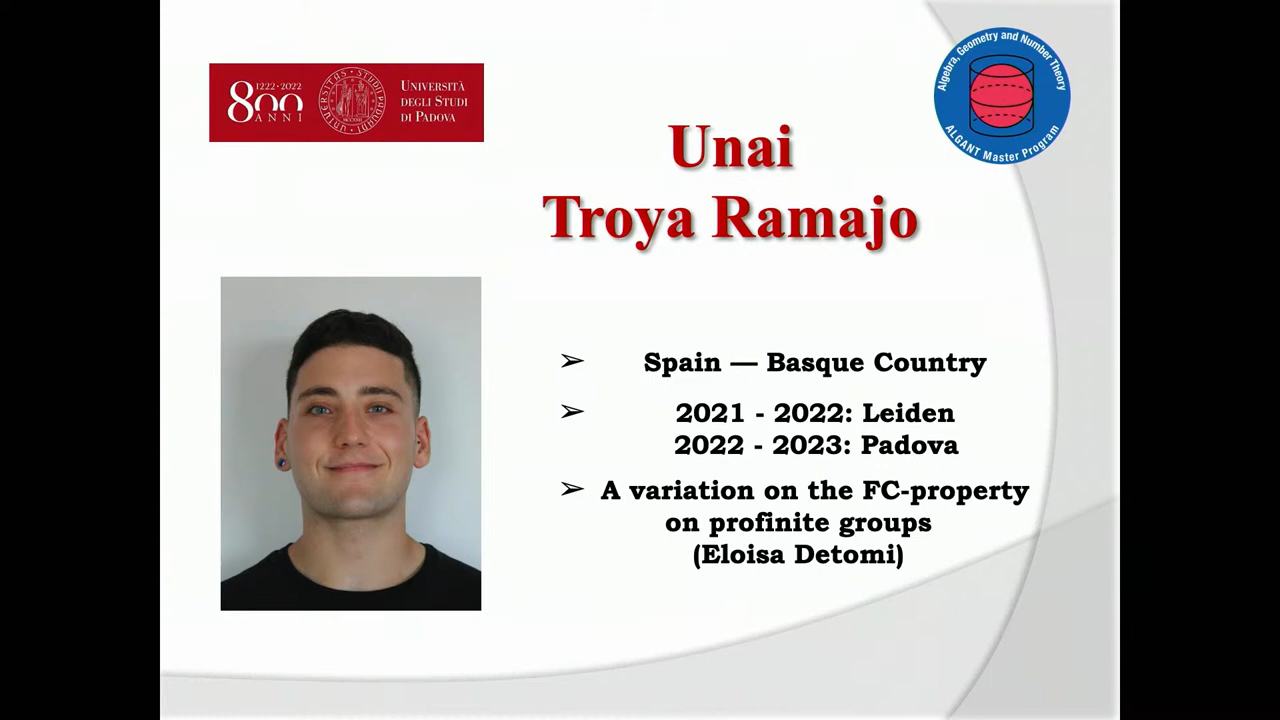 1222·2022
800
ANNI
UNIVERSITÀ
DEGLI STUDI
DI PADOVA
Algebra, Geometry and Number Theory
ALGANT Master Program
Unai
Troya Ramajo
➢ Spain — Basque Country
➢ 2021 - 2022: Leiden
2022 - 2023: Padova
➢ A variation on the FC-property
on profinite groups
(Eloisa Detomi)